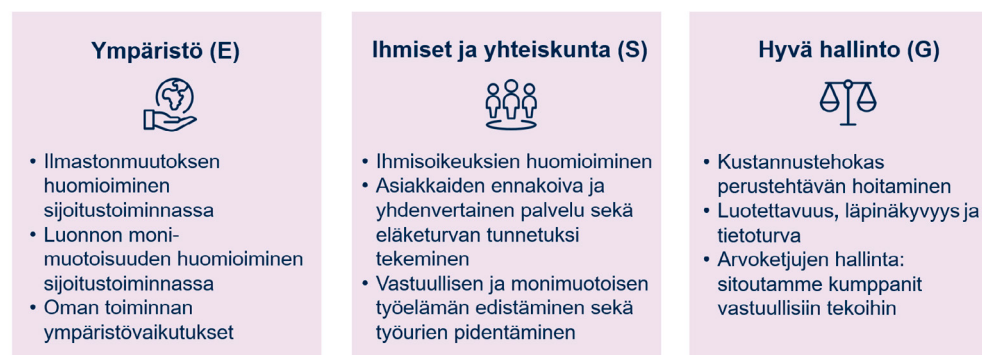 Ympäristö (E)
• Ilmastonmuutoksen
huomioiminen
sijoitustoiminnassa
• Luonnon moni-
muotoisuuden huomioiminen
sijoitustoiminnassa
• Oman toiminnan
ympäristövaikutukset
Ihmiset ja yhteiskunta (S)
• Ihmisoikeuksien huomioiminen
• Asiakkaiden ennakoiva ja
yhdenvertainen palvelu sekä
eläketurvan tunnetuksi
tekeminen
• Vastuullisen ja monimuotoisen
työelämän edistäminen sekä
työurien pidentäminen
Hyvä hallinto (G)
• Kustannustehokas
perustehtävän hoitaminen
• Luotettavuus, läpinäkyvyys ja
tietoturva
• Arvoketjujen hallinta:
sitoutamme kumppanit
vastuullisiin tekoihin